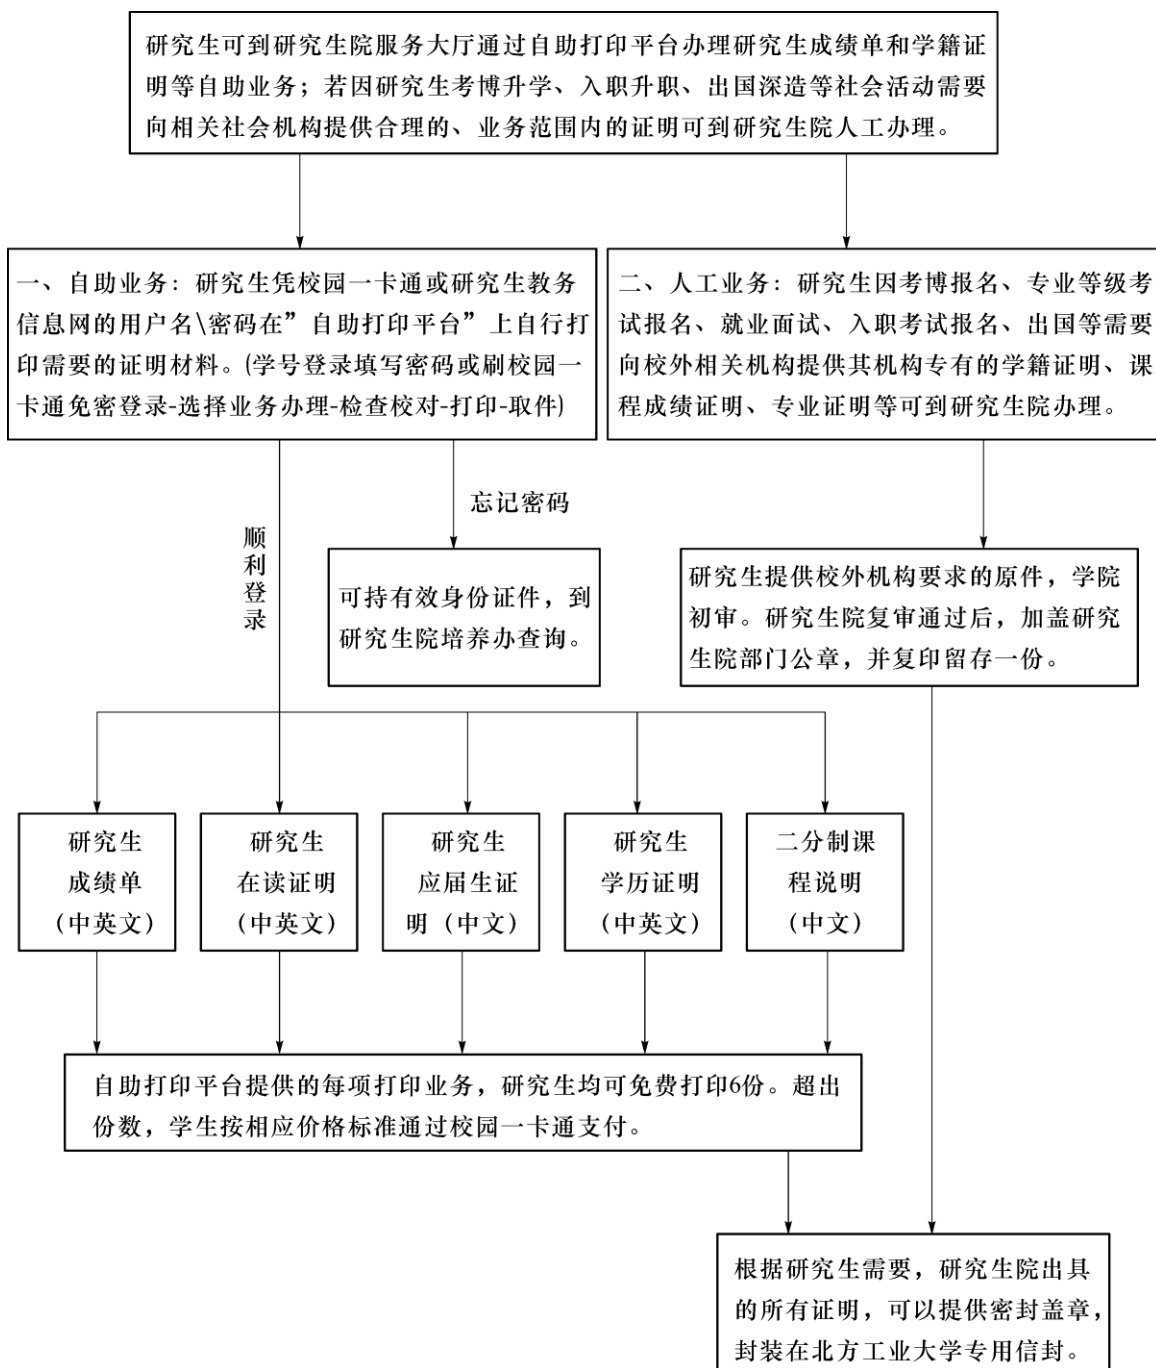 研究生可到研究生院服务大厅通过自助打印平台办理研究生成绩单和学籍证
明等自助业务；若因研究生考博升学、入职升职、出国深造等社会活动需要
向相关社会机构提供合理的、业务范围内的证明可到研究生院人工办理。
一、自助业务：研究生凭校园一卡通或研究生教务
信息网的用户名\密码在”自助打印平台”上自行打
印需要的证明材料。(学号登录填写密码或刷校园一
卡通免密登录-选择业务办理-检查校对-打印-取件)
二、人工业务：研究生因考博报名、专业等级考
试报名、就业面试、入职考试报名、出国等需要
向校外相关机构提供其机构专有的学籍证明、课
程成绩证明、专业证明等可到研究生院办理。
顺利登录
忘记密码
可持有效身份证件，到
研究生院培养办查询。
研究生提供校外机构要求的原件，学院
初审。研究生院复审通过后，加盖研究
生院部门公章，并复印留存一份。
研究生
成绩单
（中英文）
研究生
在读证明
（中英文）
研究生
应届生证
明（中文）
研究生
学历证明
（中英文）
二分制课
程说明
（中文）
自助打印平台提供的每项打印业务，研究生均可免费打印6份。超出
份数，学生按相应价格标准通过校园一卡通支付。
根据研究生需要，研究生院出具
的所有证明，可以提供密封盖章，
封装在北方工业大学专用信封。